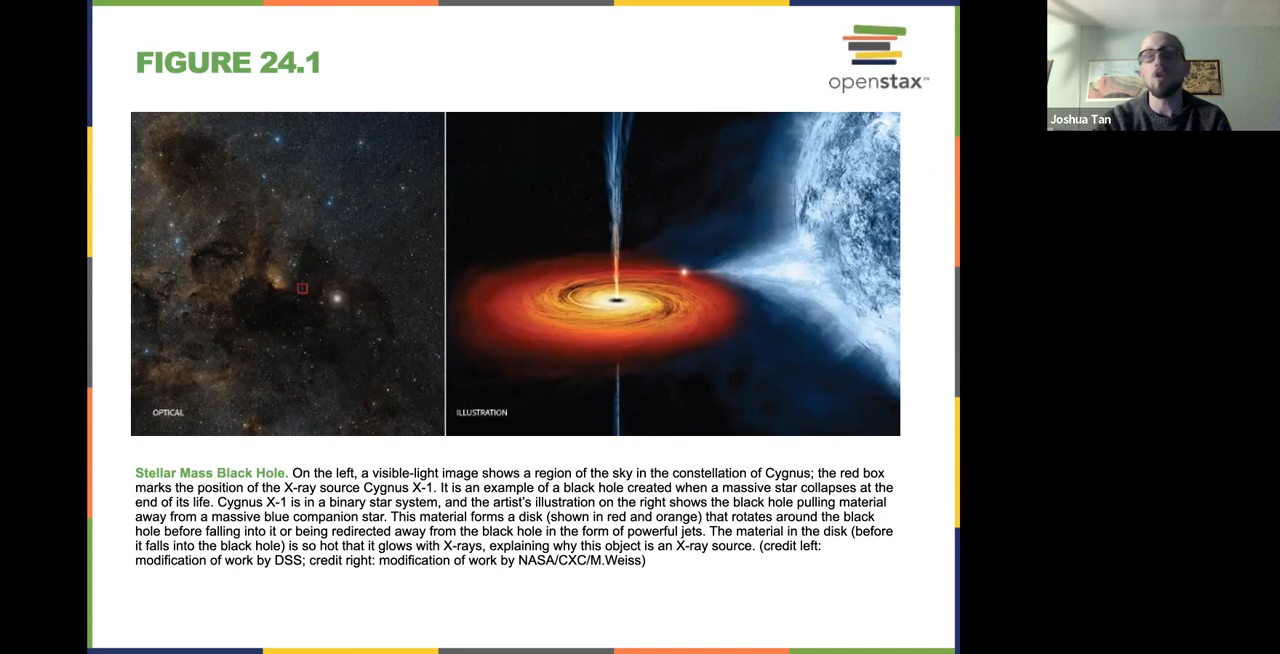 FIGURE 24.1
openstax™
Joshua Tan
OPTICAL
ILLUSTRATION
Stellar Mass Black Hole. On the left, a visible-light image shows a region of the sky in the constellation of Cygnus; the red box
marks the position of the X-ray source Cygnus X-1. It is an example of a black hole created when a massive star collapses at the
end of its life. Cygnus X-1 is in a binary star system, and the artist’s illustration on the right shows the black hole pulling material
away from a massive blue companion star. This material forms a disk (shown in red and orange) that rotates around the black
hole before falling into it or being redirected away from the black hole in the form of powerful jets. The material in the disk (before
it falls into the black hole) is so hot that it glows with X-rays, explaining why this object is an X-ray source. (credit left:
modification of work by DSS; credit right: modification of work by NASA/CXC/M.Weiss)